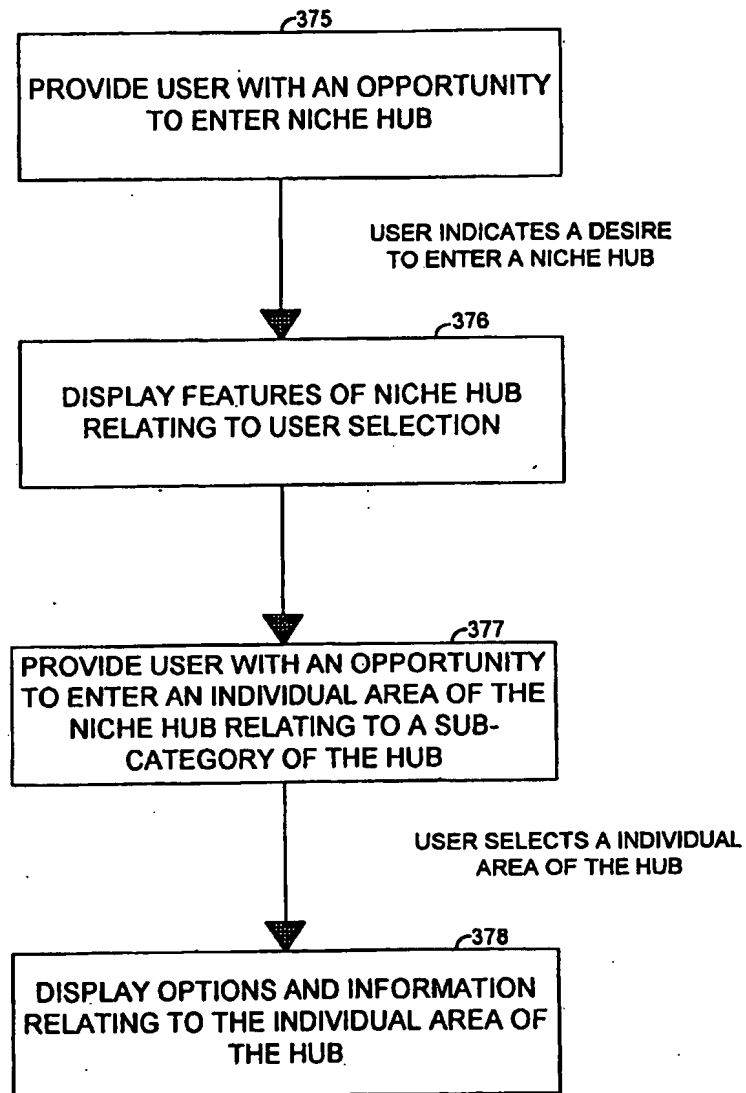 375
PROVIDE USER WITH AN OPPORTUNITY
TO ENTER NICHE HUB
USER INDICATES A DESIRE
TO ENTER A NICHE HUB
376
DISPLAY FEATURES OF NICHE HUB
RELATING TO USER SELECTION
377
PROVIDE USER WITH AN OPPORTUNITY
TO ENTER AN INDIVIDUAL AREA OF THE
NICHE HUB RELATING TO A SUB-
CATEGORY OF THE HUB
USER SELECTS A INDIVIDUAL
AREA OF THE HUB
378
DISPLAY OPTIONS AND INFORMATION
RELATING TO THE INDIVIDUAL AREA OF
THE HUB